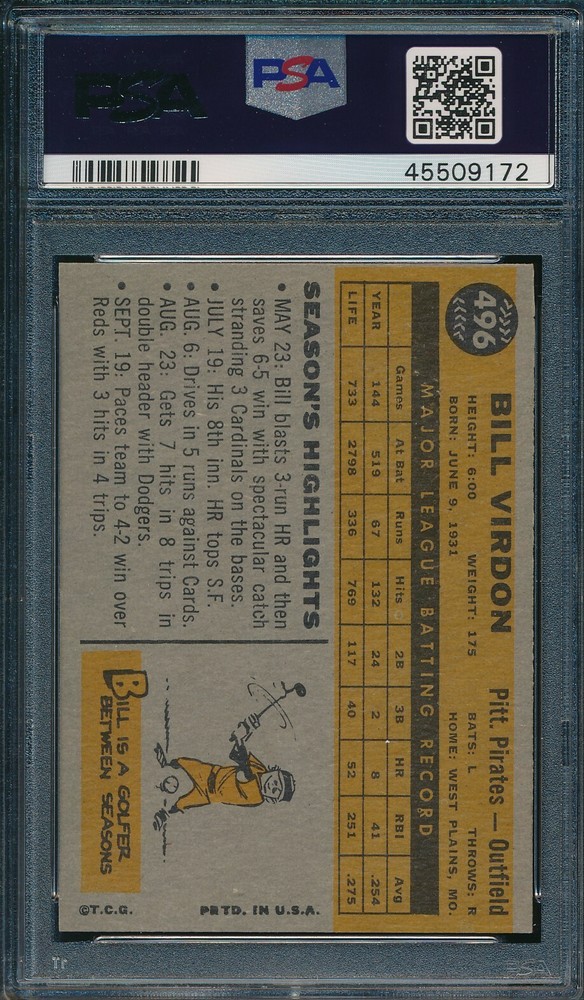 PSA
PSA
45509172
496
BILL VIRDON Pitt. Pirates — Outfield
HEIGHT: 6:00 WEIGHT: 175 BATS: L THROWS: R
BORN: JUNE 9, 1931 HOME: WEST PLAINS, MO.
MAJOR LEAGUE BATTING RECORD
Games At Bat Runs Hits 2B 3B HR RBI Avg
YEAR 144 519 67 132 24 2 8 41 .254
LIFE 733 2798 336 769 117 40 52 251 .275
SEASON'S HIGHLIGHTS
• MAY 23: Bill blasts 3-run HR and then
saves 6-5 win with spectacular catch
stranding 3 Cardinals on the bases.
• JULY 19: His 8th inn. HR tops S.F.
• AUG. 6: Drives in 5 runs against Cards.
• AUG. 23: Gets 7 hits in 8 trips in
double header with Dodgers.
• SEPT. 19: Paces team to 4-2 win over
Reds with 3 hits in 4 trips.
BILL IS A GOLFER
BETWEEN SEASONS
©T.C.G. PRTD. IN U.S.A.
PSA